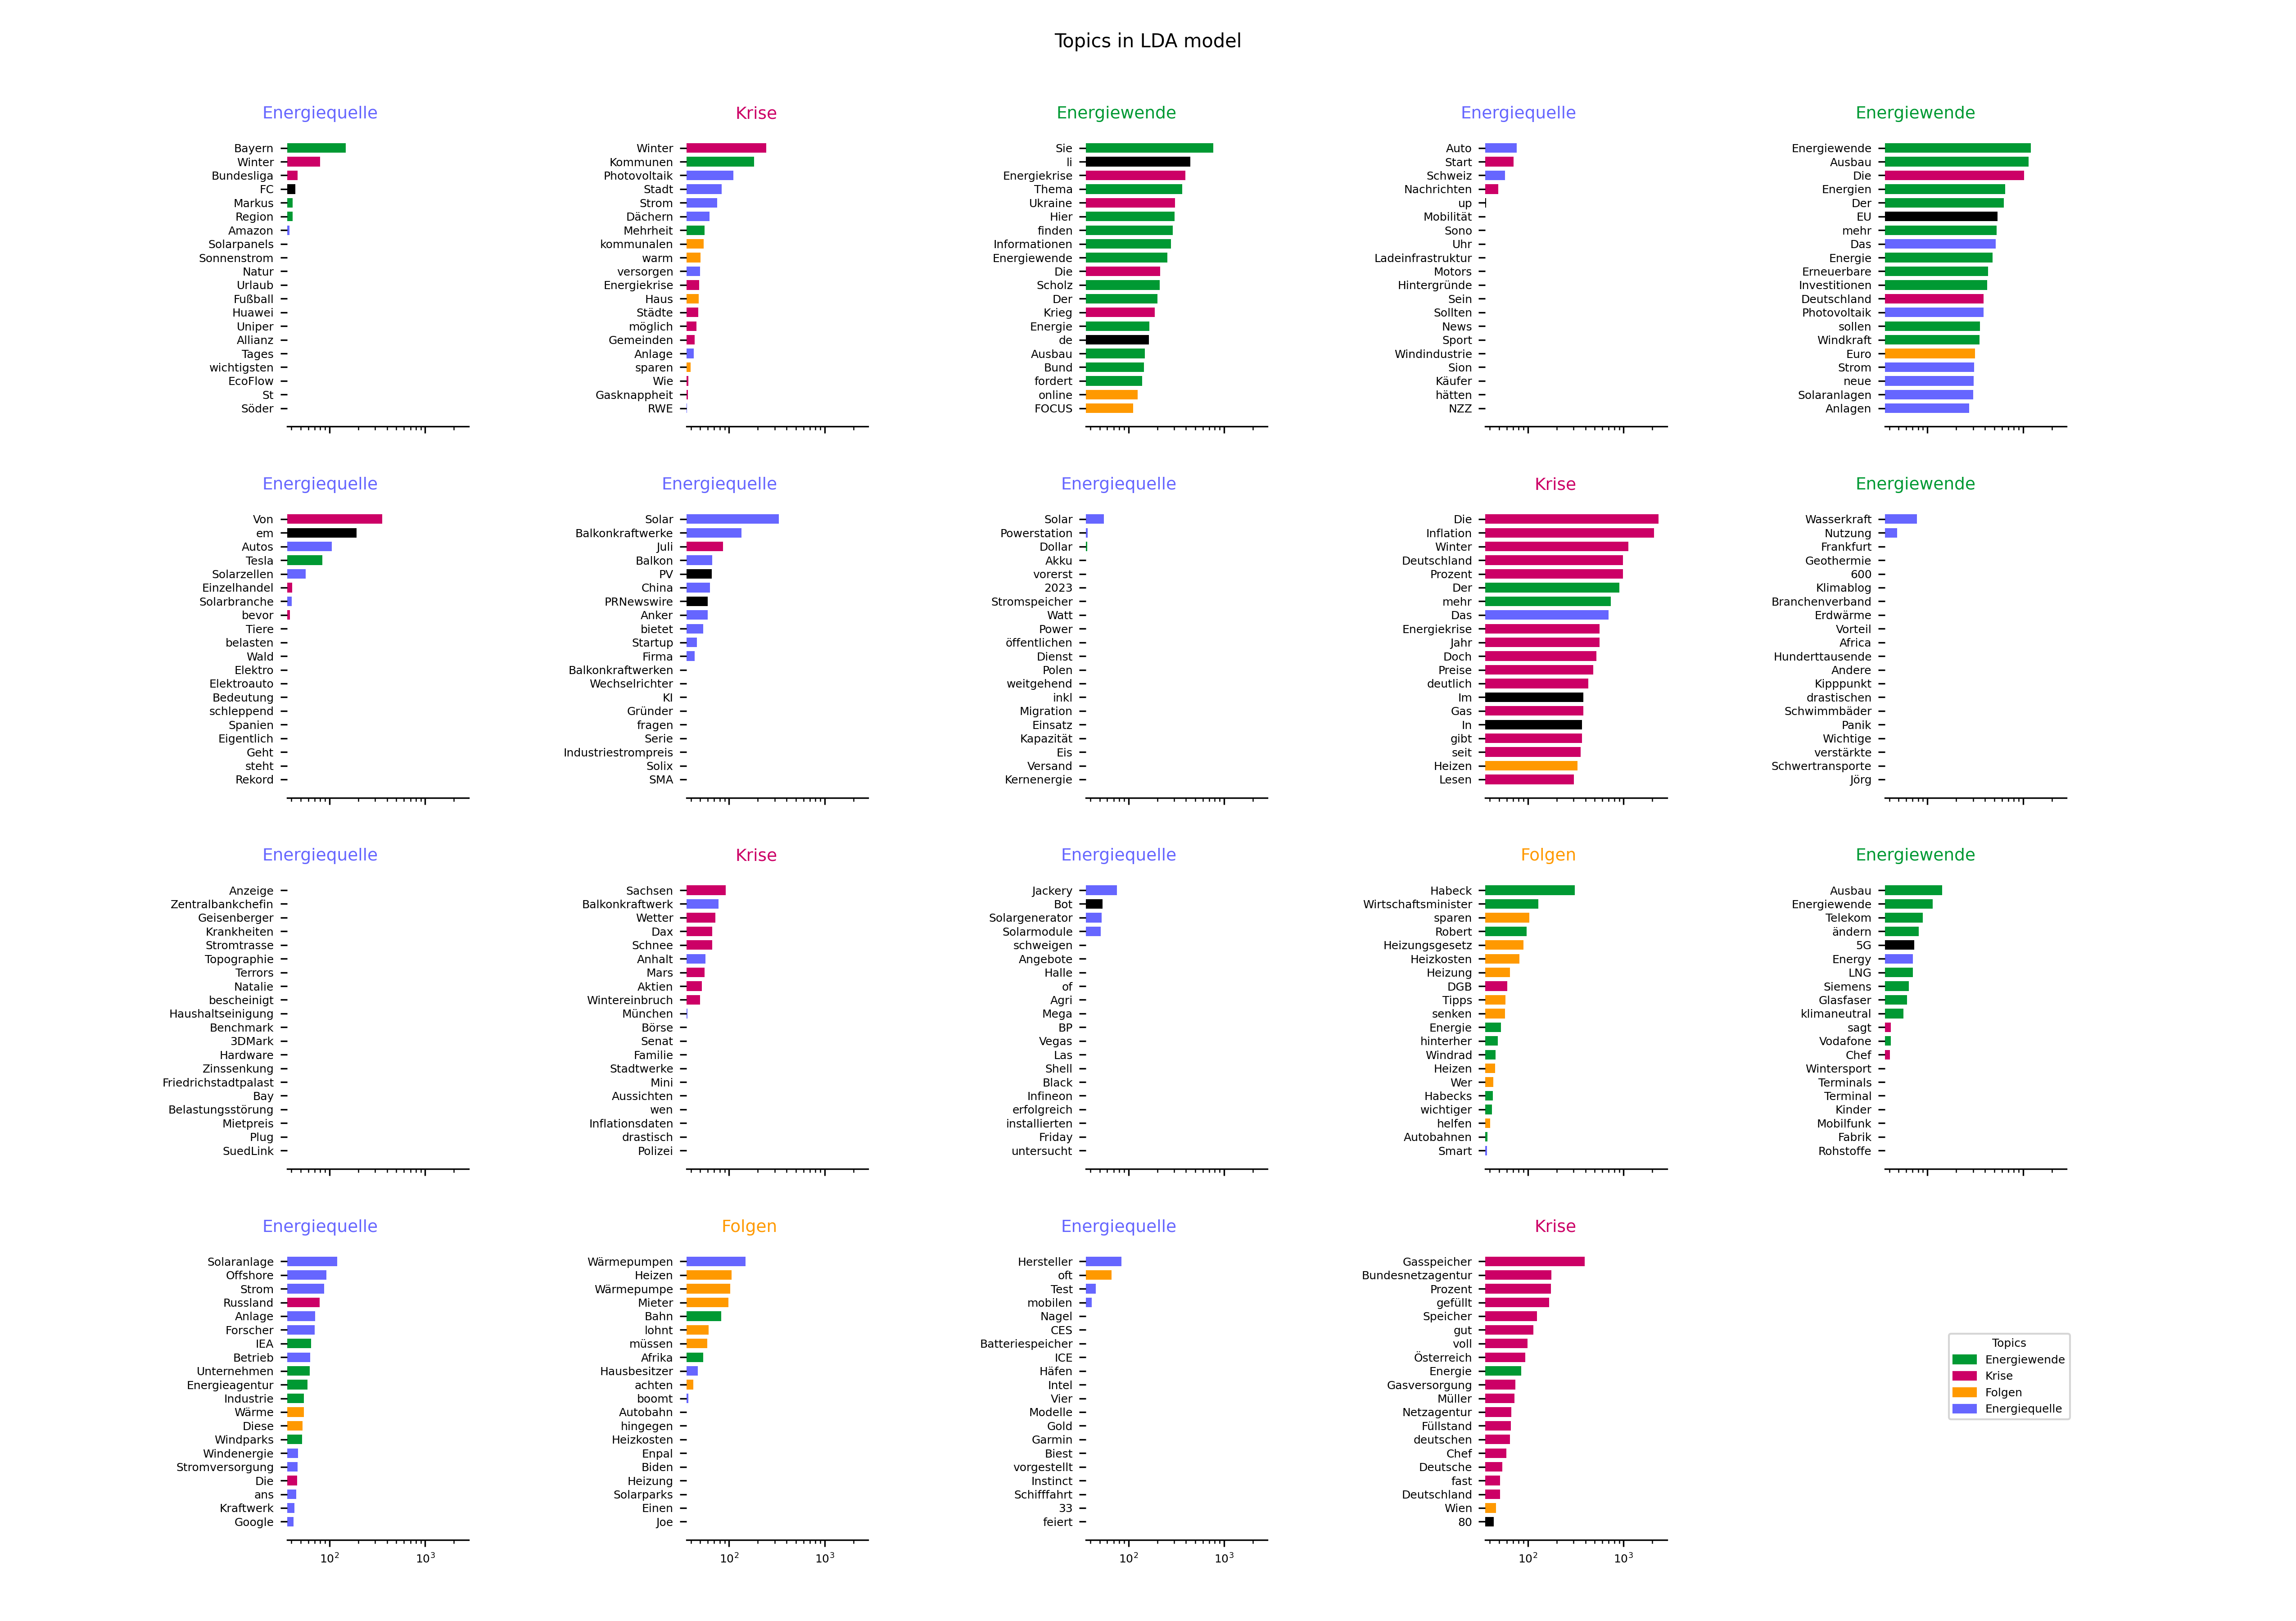 Topics in LDA model
Energiequelle
Bayern
Winter
Bundesliga
FC
Markus
Region
Amazon
Solarpanels
Sonnenstrom
Natur
Urlaub
Fußball
Huawei
Uniper
Allianz
Tages
wichtigsten
EcoFlow
St
Söder
Krise
Winter
Kommunen
Photovoltaik
Stadt
Strom
Dächern
Mehrheit
kommunalen
warm
versorgen
Energiekrise
Haus
Städte
möglich
Gemeinden
Anlage
sparen
Wie
Gasknappheit
RWE
Energiewende
Sie
li
Energiekrise
Thema
Ukraine
Hier
finden
Informationen
Energiewende
Die
Scholz
Der
Krieg
Energie
de
Ausbau
Bund
fordert
online
FOCUS
Energiequelle
Auto
Start
Schweiz
Nachrichten
up
Mobilität
Sono
Uhr
Ladeinfrastruktur
Motors
Hintergründe
Sein
Sollten
News
Sport
Windindustrie
Sion
Käufer
hätten
NZZ
Energiewende
Energiewende
Ausbau
Die
Energien
Der
EU
mehr
Das
Energie
Erneuerbare
Investitionen
Deutschland
Photovoltaik
sollen
Windkraft
Euro
Strom
neue
Solaranlagen
Anlagen
Energiequelle
Von
em
Autos
Tesla
Solarzellen
Einzelhandel
Solarbranche
bevor
Tiere
belasten
Wald
Elektro
Elektroauto
Bedeutung
schleppend
Spanien
Eigentlich
Geht
steht
Rekord
Energiequelle
Solar
Balkonkraftwerke
Juli
Balkon
PV
China
PRNewswire
Anker
bietet
Startup
Firma
Balkonkraftwerken
Wechselrichter
KI
Gründer
fragen
Serie
Industriestrompreis
Solix
SMA
Energiequelle
Solar
Powerstation
Dollar
Akku
vorerst
2023
Stromspeicher
Watt
Power
öffentlichen
Dienst
Polen
weitgehend
inkl
Migration
Einsatz
Kapazität
Eis
Versand
Kernenergie
Krise
Die
Inflation
Winter
Deutschland
Prozent
Der
mehr
Das
Energiekrise
Jahr
Doch
Preise
deutlich
Im
Gas
In
gibt
seit
Heizen
Lesen
Energiewende
Wasserkraft
Nutzung
Frankfurt
Geothermie
600
Klimablog
Branchenverband
Erdwärme
Vorteil
Africa
Hunderttausende
Andere
Kipppunkt
drastischen
Schwimmbäder
Panik
Wichtige
verstärkte
Schwertransporte
Jörg
Energiequelle
Anzeige
Zentralbankchefin
Geisenberger
Krankheiten
Stromtrasse
Topographie
Terrors
Natalie
bescheinigt
Haushaltseinigung
Benchmark
3DMark
Hardware
Zinssenkung
Friedrichstadtpalast
Bay
Belastungsstörung
Mietpreis
Plug
SuedLink
Krise
Sachsen
Balkonkraftwerk
Wetter
Dax
Schnee
Anhalt
Mars
Aktien
Wintereinbruch
München
Börse
Senat
Familie
Stadtwerke
Mini
Aussichten
wen
Inflationsdaten
drastisch
Polizei
Energiequelle
Jackery
Bot
Solargenerator
Solarmodule
schweigen
Angebote
Halle
of
Agri
Mega
BP
Vegas
Las
Shell
Black
Infineon
erfolgreich
installierten
Friday
untersucht
Folgen
Habeck
Wirtschaftsminister
sparen
Robert
Heizungsgesetz
Heizkosten
Heizung
DGB
Tipps
senken
Energie
hinterher
Windrad
Heizen
Wer
Habecks
wichtiger
helfen
Autobahnen
Smart
Energiewende
Ausbau
Energiewende
Telekom
ändern
5G
Energy
LNG
Siemens
Glasfaser
klimaneutral
sagt
Vodafone
Chef
Wintersport
Terminals
Terminal
Kinder
Mobilfunk
Fabrik
Rohstoffe
Energiequelle
Solaranlage
Offshore
Strom
Russland
Anlage
Forscher
IEA
Betrieb
Unternehmen
Energieagentur
Industrie
Wärme
Diese
Windparks
Windenergie
Stromversorgung
Die
ans
Kraftwerk
Google
10²
10³
Folgen
Wärmepumpen
Heizen
Wärmepumpe
Mieter
Bahn
lohnt
müssen
Afrika
Hausbesitzer
achten
boomt
Autobahn
hingegen
Heizkosten
Enpal
Biden
Heizung
Solarparks
Einen
Joe
10²
10³
Energiequelle
Hersteller
oft
Test
mobilen
Nagel
CES
Batteriespeicher
ICE
Häfen
Intel
Vier
Modelle
Gold
Garmin
Biest
vorgestellt
Instinct
Schifffahrt
33
feiert
10²
10³
Krise
Gasspeicher
Bundesnetzagentur
Prozent
gefüllt
Speicher
gut
voll
Österreich
Energie
Gasversorgung
Müller
Netzagentur
Füllstand
deutschen
Chef
Deutsche
fast
Deutschland
Wien
80
10²
10³
Topics
Energiewende
Krise
Folgen
Energiequelle